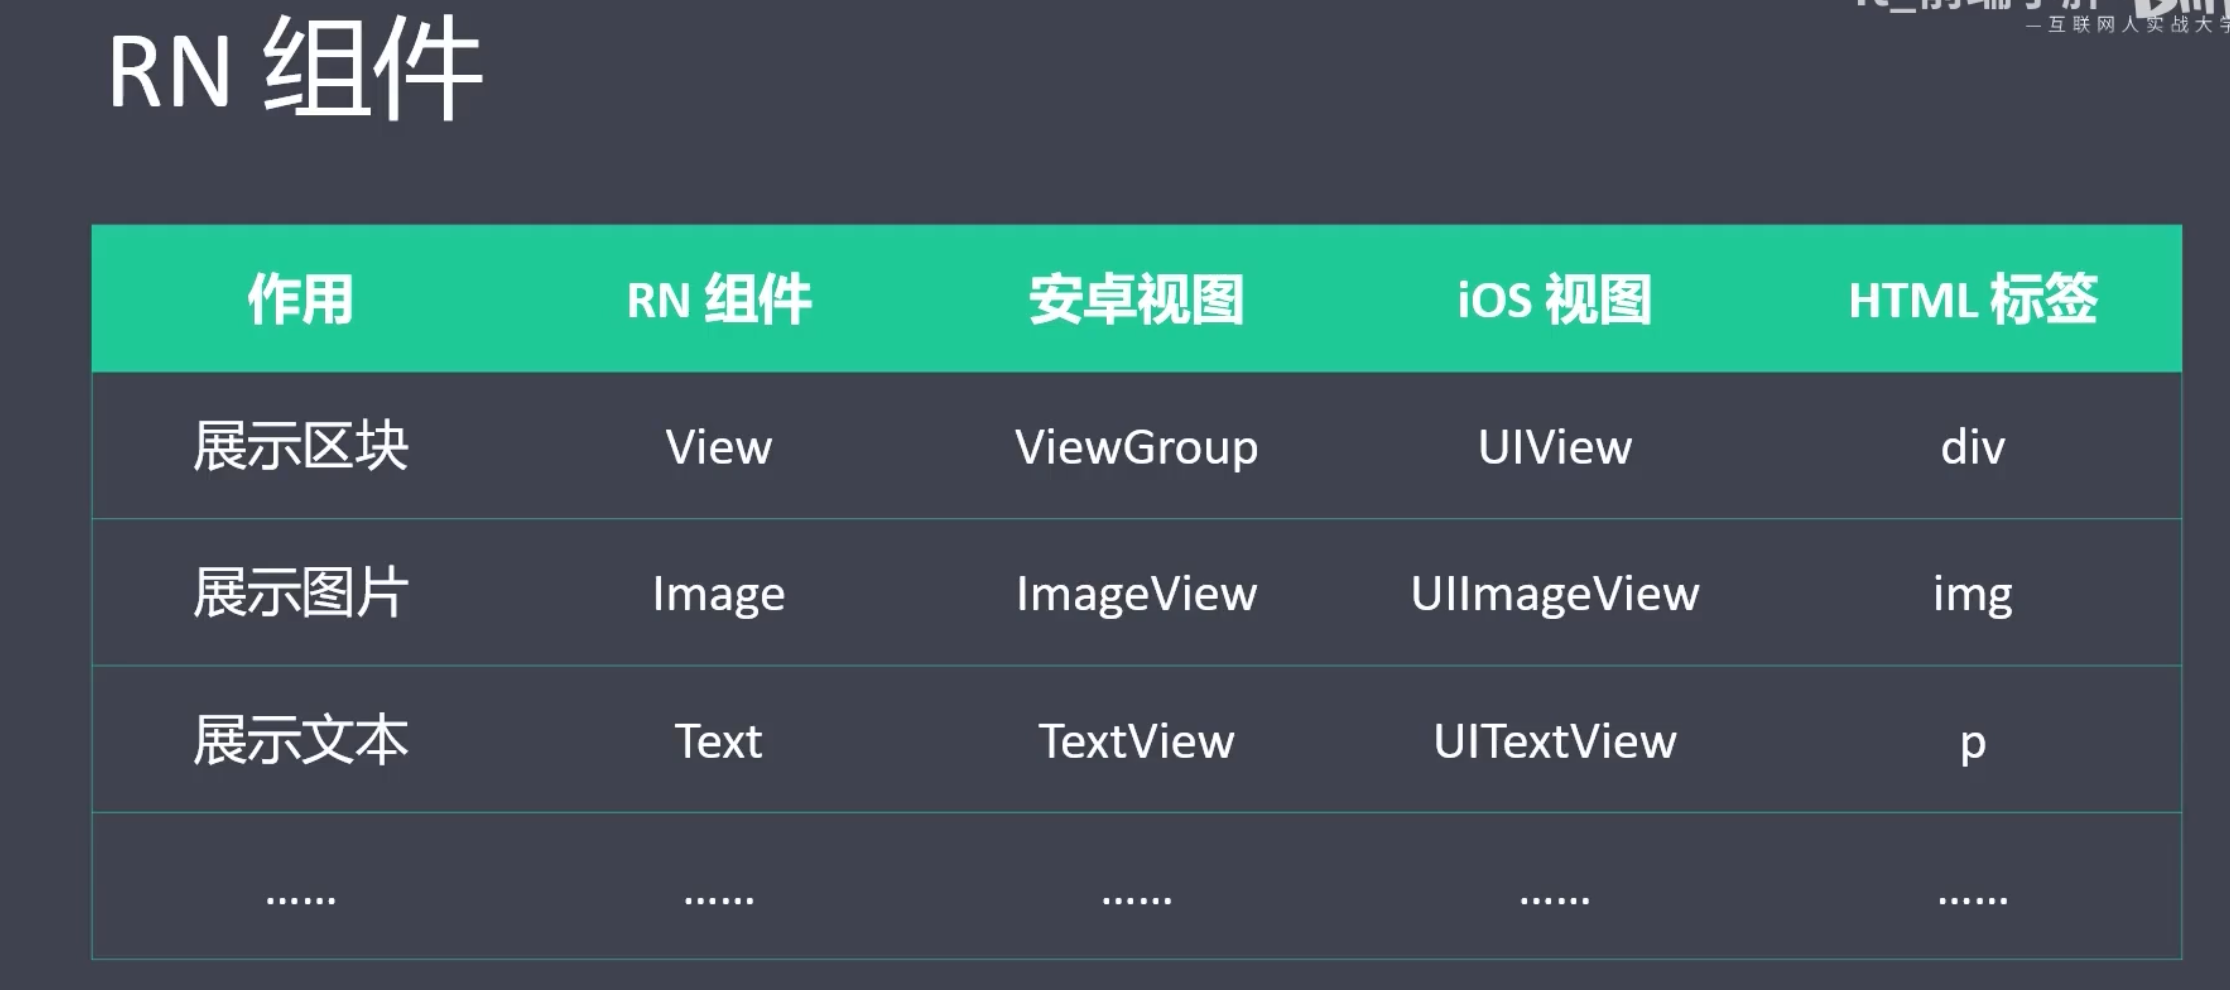 RN 组件
—互联网人实战大学
作用 RN 组件 安卓视图 iOS 视图 HTML 标签
展示区块 View ViewGroup UIView div
展示图片 Image ImageView UIImageView img
展示文本 Text TextView UITextView p
…… …… …… …… ……